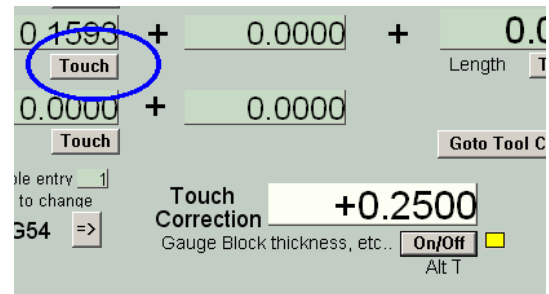 0.1593 + 0.0000 + 0.0
Touch Length T
0.0000 + 0.0000
Touch Goto Tool C
ble entry 1
to change
G54 =>
Touch
Correction +0.2500
Gauge Block thickness, etc.. On/Off
Alt T